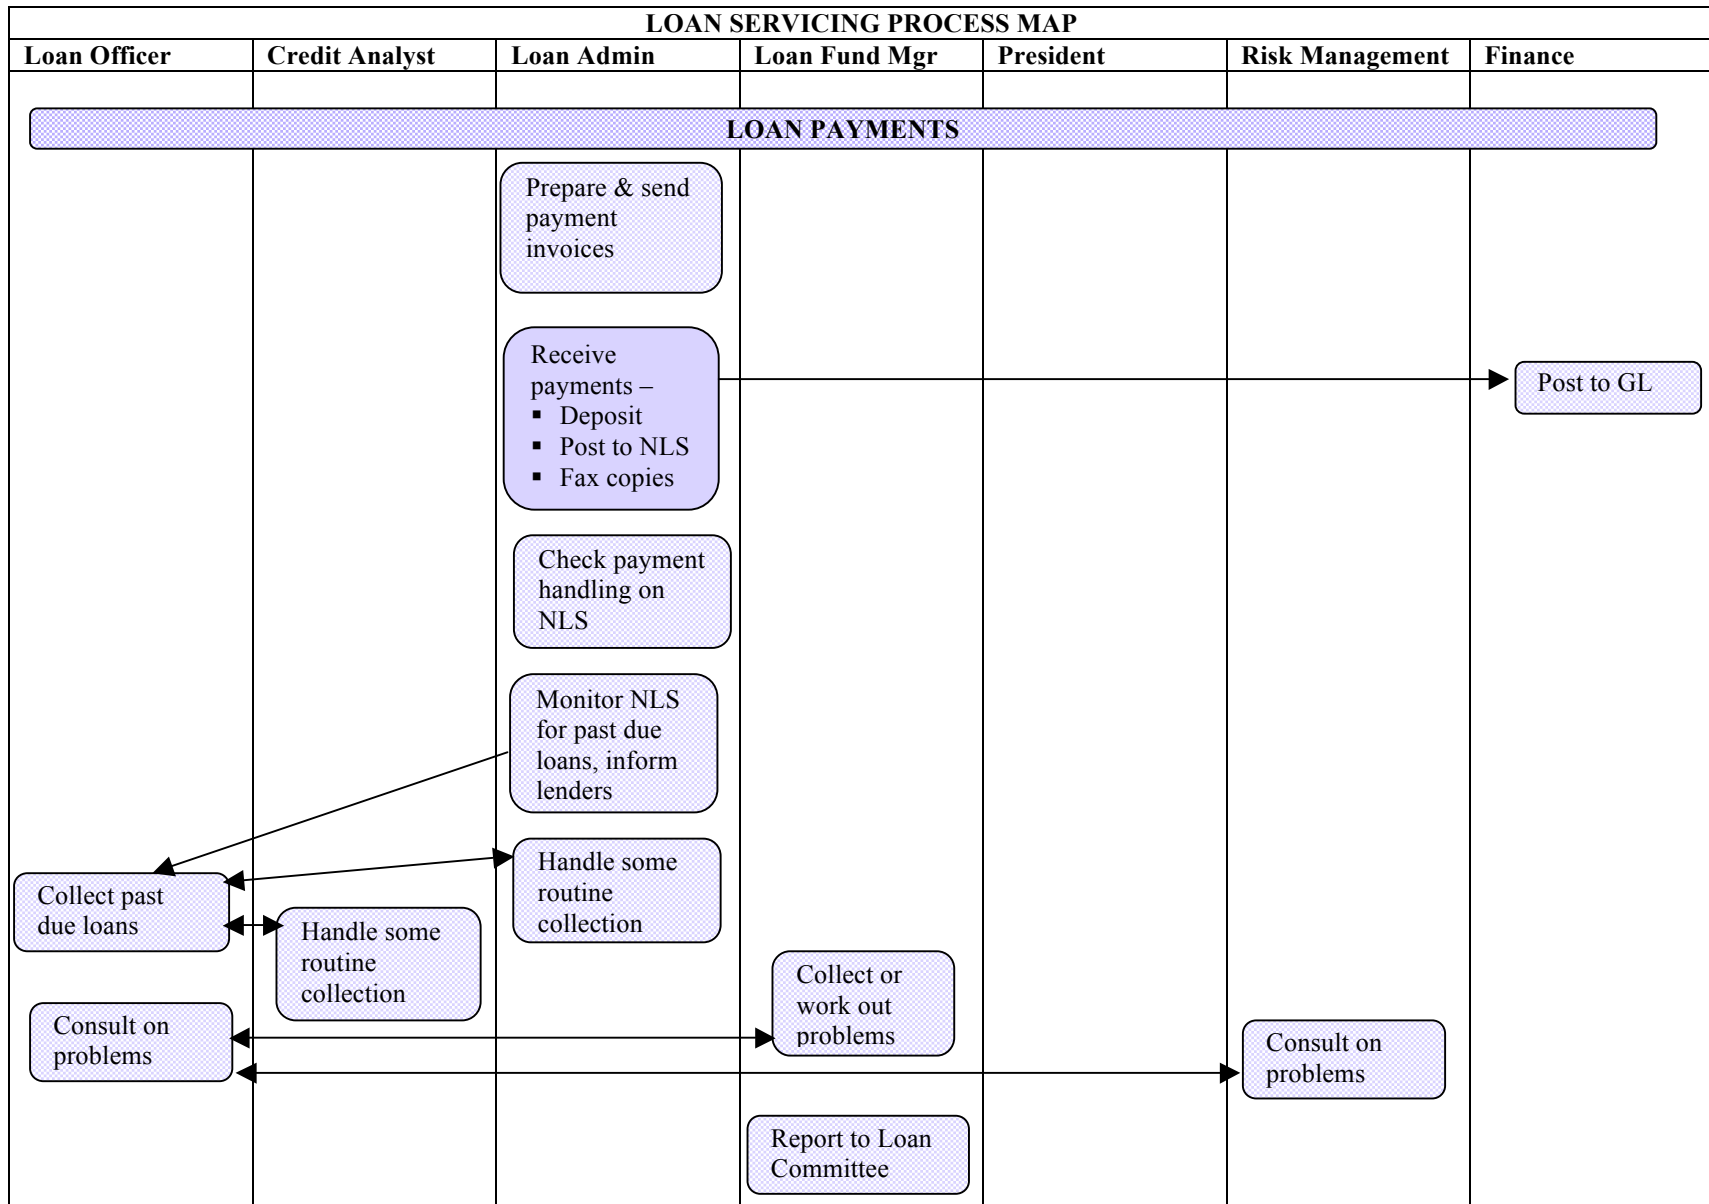 LOAN SERVICING PROCESS MAP
Loan Officer
Credit Analyst
Loan Admin
Loan Fund Mgr
President
Risk Management
Finance
LOAN PAYMENTS
Prepare & send
payment
invoices
Receive
payments –
▪ Deposit
▪ Post to NLS
▪ Fax copies
Post to GL
Check payment
handling on
NLS
Monitor NLS
for past due
loans, inform
lenders
Collect past
due loans
Handle some
routine
collection
Handle some
routine
collection
Consult on
problems
Collect or
work out
problems
Consult on
problems
Report to Loan
Committee